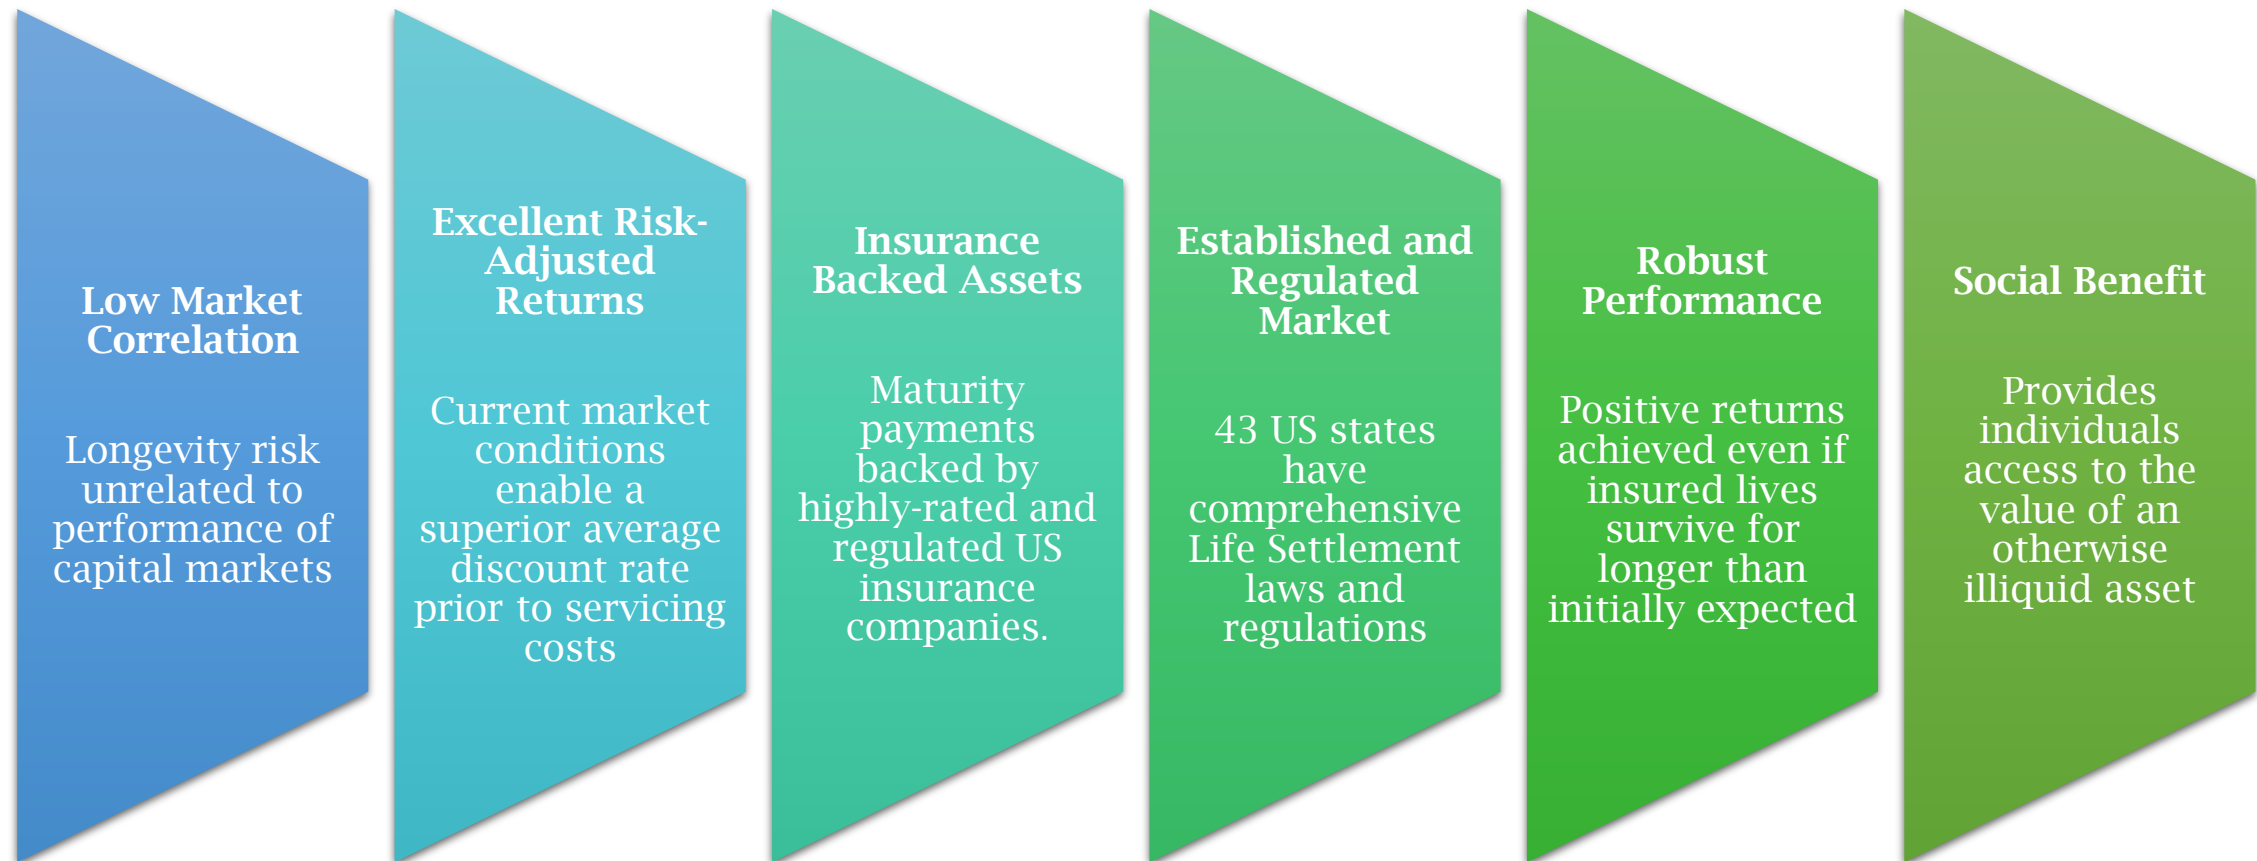 Low Market
Correlation
Longevity risk
unrelated to
performance of
capital markets
Excellent Risk-
Adjusted
Returns
Current market
conditions
enable a
superior average
discount rate
prior to servicing
costs
Insurance
Backed Assets
Maturity
payments
backed by
highly-rated and
regulated US
insurance
companies.
Established and
Regulated
Market
43 US states
have
comprehensive
Life Settlement
laws and
regulations
Robust
Performance
Positive returns
achieved even if
insured lives
survive for
longer than
initially expected
Social Benefit
Provides
individuals
access to the
value of an
otherwise
illiquid asset